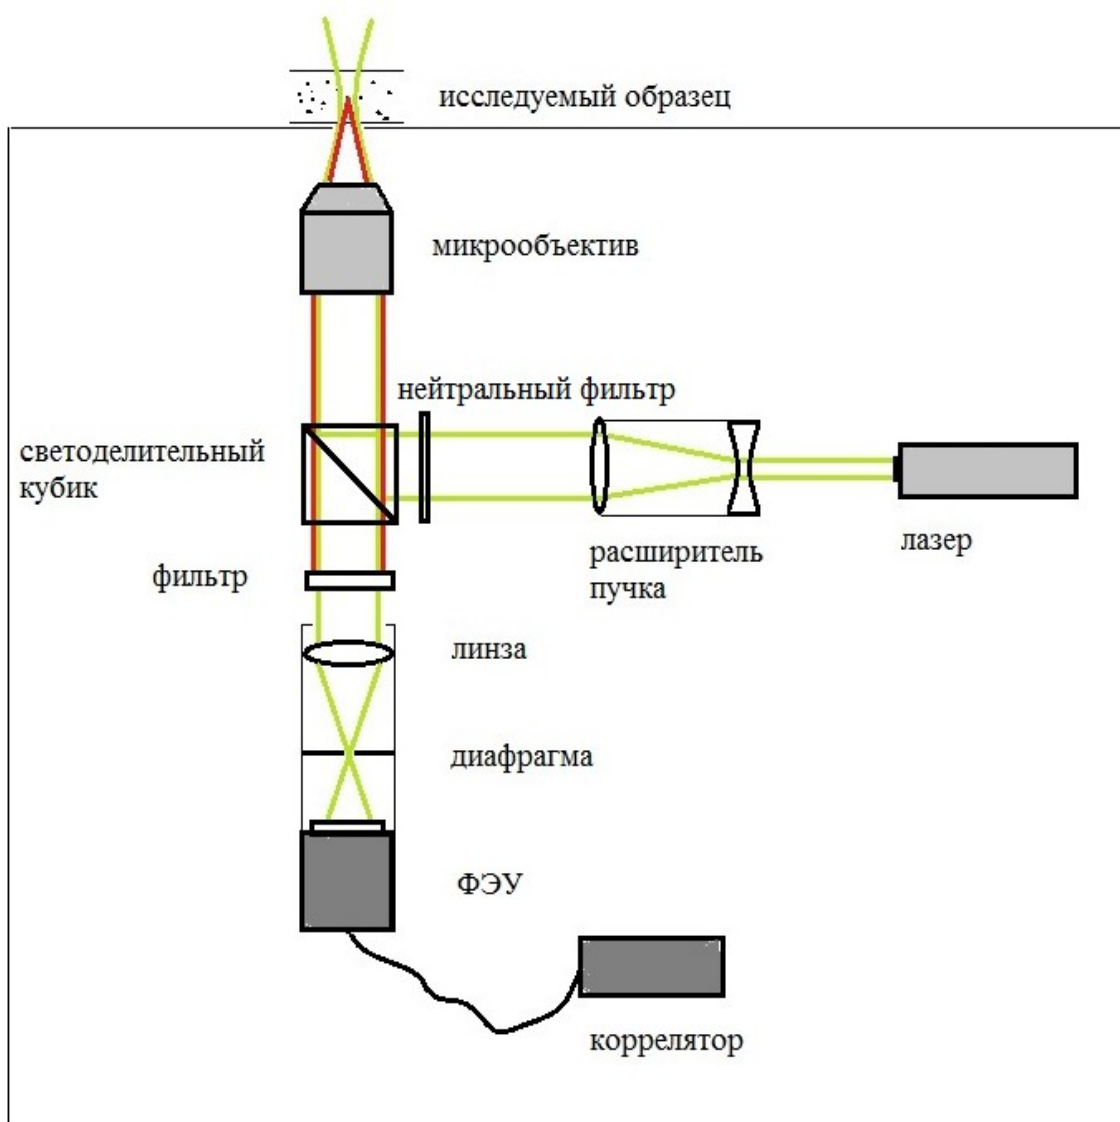 исследуемый образец
микрообъектив
нейтральный фильтр
светоделительный
кубик
расширитель
пучка
лазер
фильтр
линза
диафрагма
ФЭУ
коррелятор